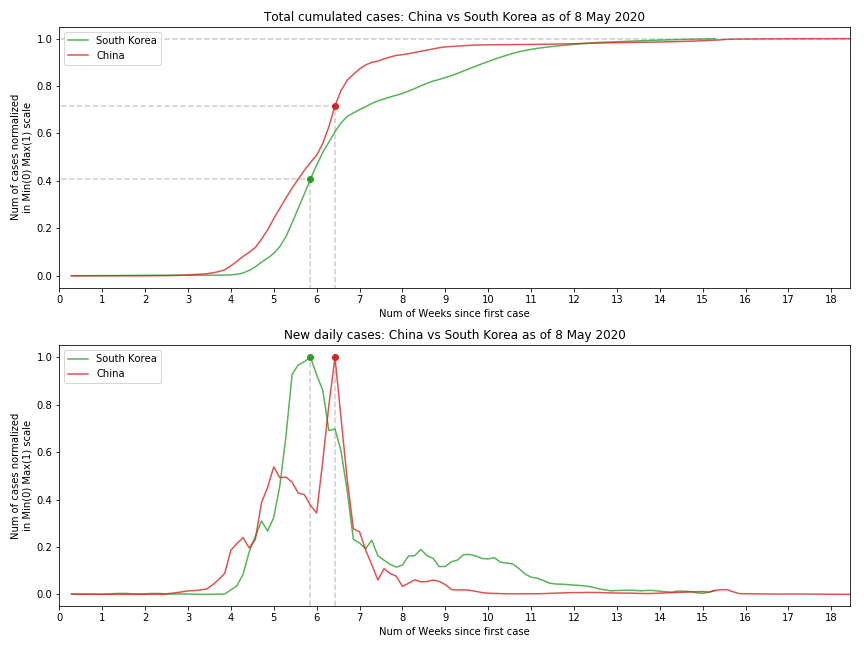 Total cumulated cases: China vs South Korea as of 8 May 2020
Num of cases normalized
in Min(0) Max(1) scale
1.0
0.8
0.6
0.4
0.2
0.0
South Korea
China
0 1 2 3 4 5 6 7 8 9 10 11 12 13 14 15 16 17 18
Num of Weeks since first case
New daily cases: China vs South Korea as of 8 May 2020
Num of cases normalized
in Min(0) Max(1) scale
1.0
0.8
0.6
0.4
0.2
0.0
South Korea
China
0 1 2 3 4 5 6 7 8 9 10 11 12 13 14 15 16 17 18
Num of Weeks since first case